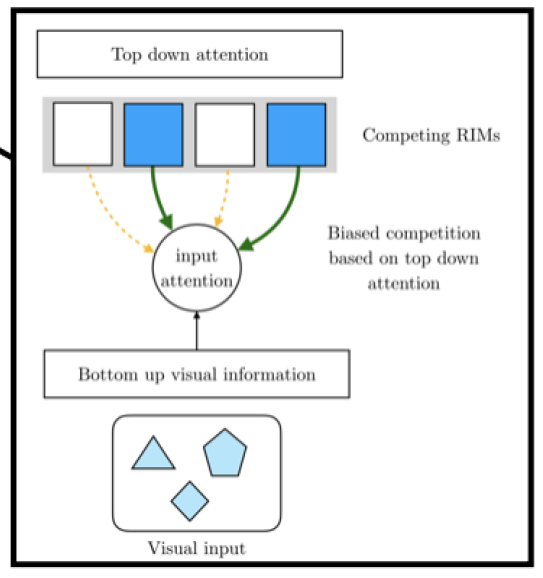 Top down attention
Competing RIMs
Biased competition
based on top down
attention
input
attention
Bottom up visual information
Visual input